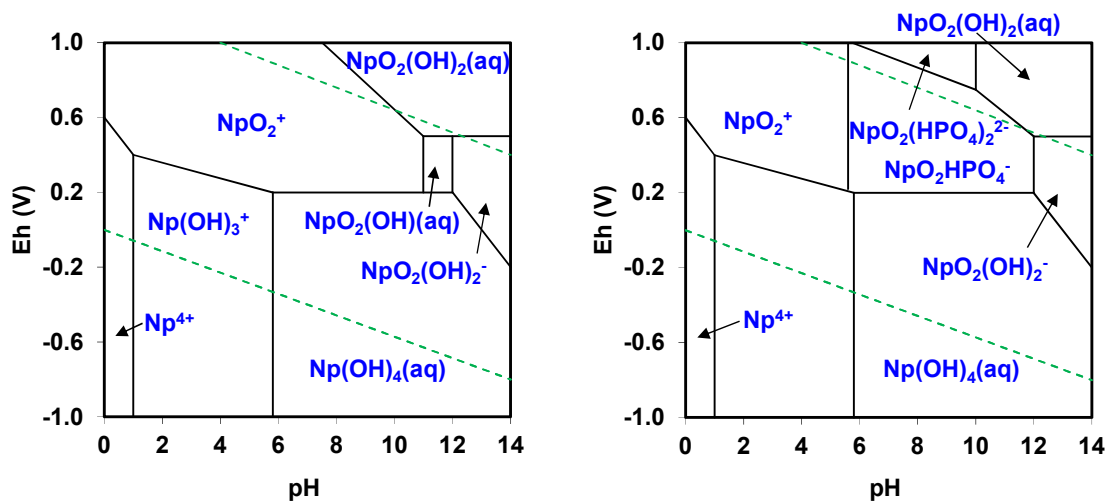 1.0
0.6
0.2
-0.2
-0.6
-1.0
Eh (V)
0 2 4 6 8 10 12 14
pH
NpO₂(OH)₂(aq)
NpO₂⁺
Np(OH)₃⁺
NpO₂(OH)(aq)
NpO₂(OH)₂⁻
Np⁴⁺
Np(OH)₄(aq)
1.0
0.6
0.2
-0.2
-0.6
-1.0
Eh (V)
0 2 4 6 8 10 12 14
pH
NpO₂(OH)₂(aq)
NpO₂⁺
NpO₂(HPO₄)₂²⁻
NpO₂HPO₄⁻
NpO₂(OH)₂⁻
Np⁴⁺
Np(OH)₄(aq)